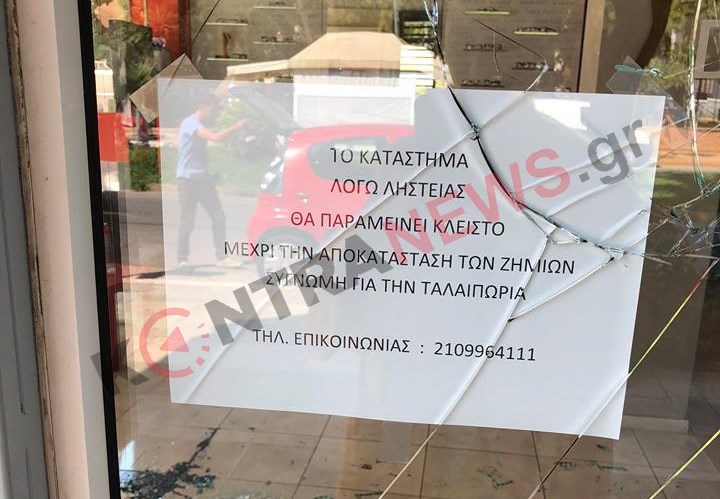 ΤΟ ΚΑΤΑΣΤΗΜΑ
ΛΟΓΩ ΛΗΣΤΕΙΑΣ
ΘΑ ΠΑΡΑΜΕΙΝΕΙ ΚΛΕΙΣΤΟ
ΜΕΧΡΙ ΤΗΝ ΑΠΟΚΑΤΑΣΤΑΣΗ ΤΩΝ ΖΗΜΙΩΝ
ΣΥΓΝΩΜΗ ΓΙΑ ΤΗΝ ΤΑΛΑΙΠΩΡΙΑ
ΤΗΛ. ΕΠΙΚΟΙΝΩΝΙΑΣ : 2109964111
KONTRANEWS.gr